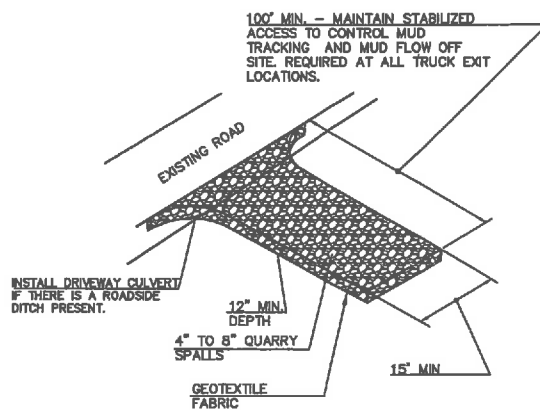 100' MIN. – MAINTAIN STABILIZED
ACCESS TO CONTROL MUD
TRACKING AND MUD FLOW OFF
SITE. REQUIRED AT ALL TRUCK EXIT
LOCATIONS.
EXISTING ROAD
INSTALL DRIVEWAY CULVERT
IF THERE IS A ROADSIDE
DITCH PRESENT.
12" MIN.
DEPTH
4" TO 8" QUARRY
SPALLS
GEOTEXTILE
FABRIC
15' MIN